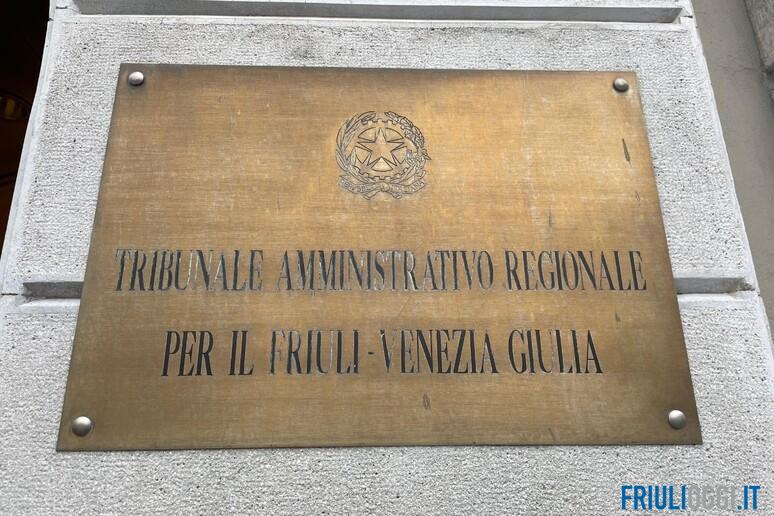 TRIBUNALE AMMINISTRATIVO REGIONALE
PER IL FRIULI-VENEZIA GIULIA
FRIULIOGGI.IT